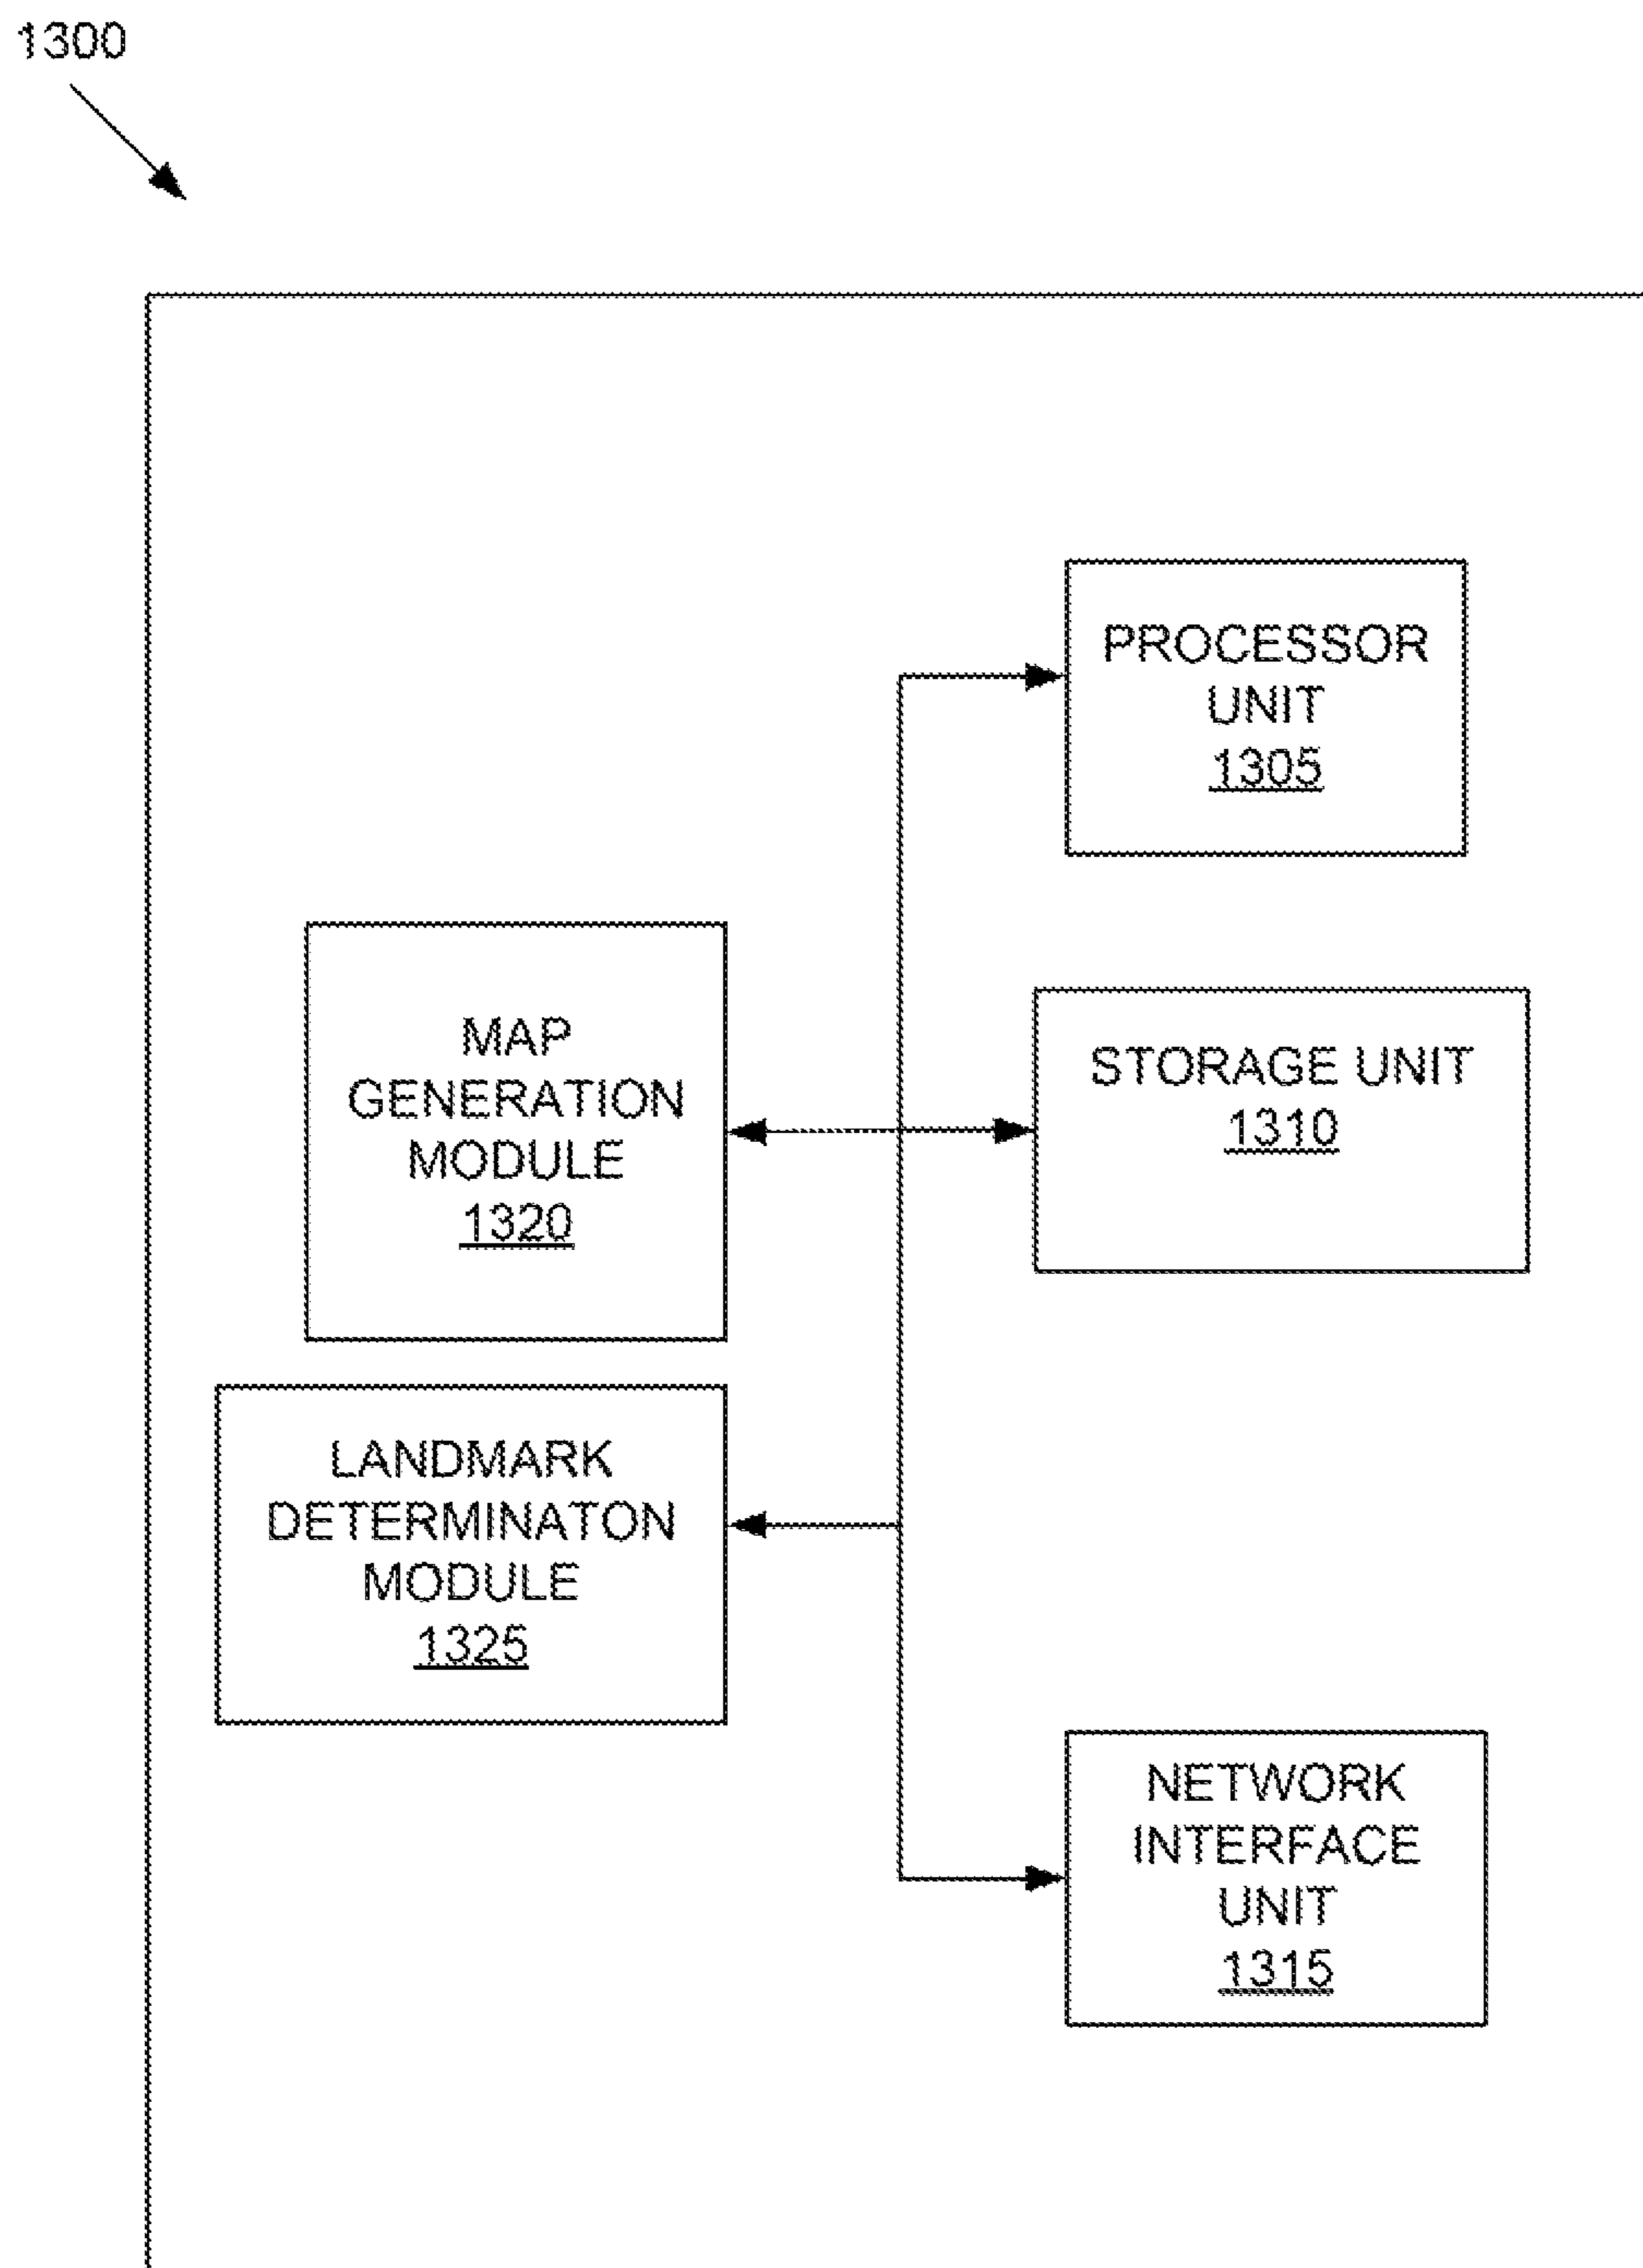 1300
PROCESSOR
UNIT
1305
MAP
GENERATION
MODULE
1320
STORAGE UNIT
1310
LANDMARK
DETERMINATON
MODULE
1325
NETWORK
INTERFACE
UNIT
1315